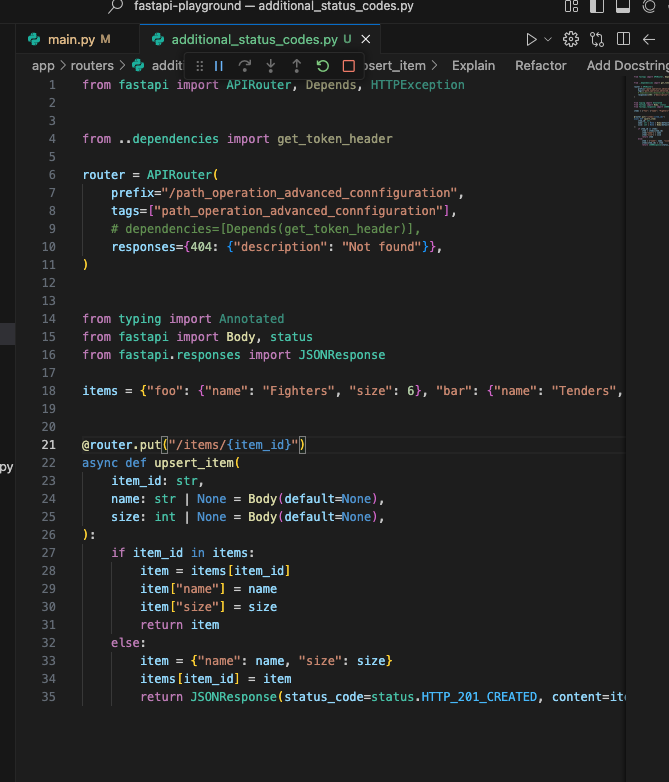 fastapi-playground — additional_status_codes.py
main.py M
additional_status_codes.py U
app > routers > addit
psert_item > Explain Refactor Add Docstring
1 from fastapi import APIRouter, Depends, HTTPException
2
3
4 from ..dependencies import get_token_header
5
6 router = APIRouter(
7 prefix="/path_operation_advanced_connfiguration",
8 tags=["path_operation_advanced_connfiguration"],
9 # dependencies=[Depends(get_token_header)],
10 responses={404: {"description": "Not found"}},
11 )
12
13
14 from typing import Annotated
15 from fastapi import Body, status
16 from fastapi.responses import JSONResponse
17
18 items = {"foo": {"name": "Fighters", "size": 6}, "bar": {"name": "Tenders",
19
20
21 @router.put("/items/{item_id}")
py
22 async def upsert_item(
23 item_id: str,
24 name: str | None = Body(default=None),
25 size: int | None = Body(default=None),
26 ):
27 if item_id in items:
28 item = items[item_id]
29 item["name"] = name
30 item["size"] = size
31 return item
32 else:
33 item = {"name": name, "size": size}
34 items[item_id] = item
35 return JSONResponse(status_code=status.HTTP_201_CREATED, content=ite